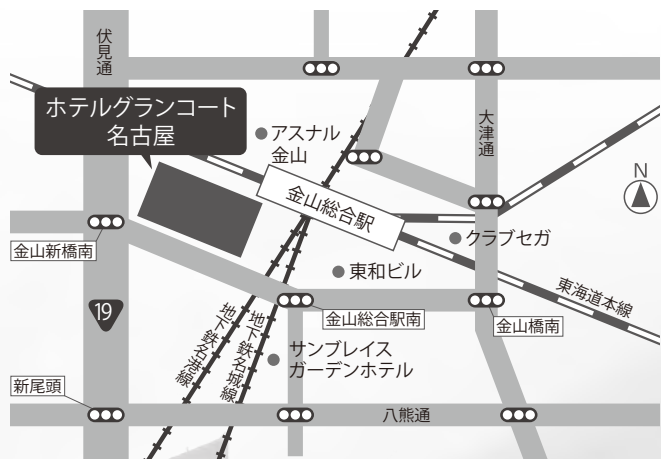 伏見通
ホテルグランコート
名古屋
アスナル
金山
大津通
N
金山総合駅
クラブセガ
金山新橋南
東和ビル
東海道本線
19
金山総合駅南
金山橋南
地下鉄名港線
地下鉄名城線
サンプレイス
ガーデンホテル
新尾頭
八熊通